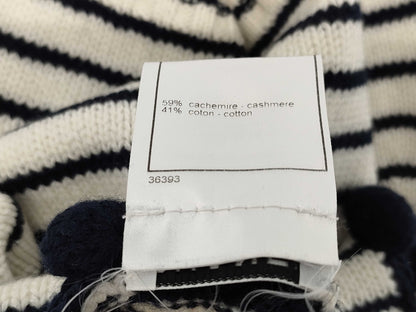 59% cachemire - cashmere
41% coton - cotton
36393